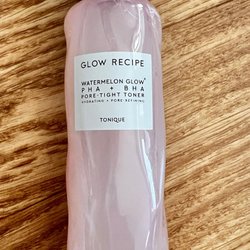 GLOW RECIPE
WATERMELON GLOW
PHA + BHA
PORE-TIGHT TONER
HYDRATING + PORE-REFINING
TONIQUE